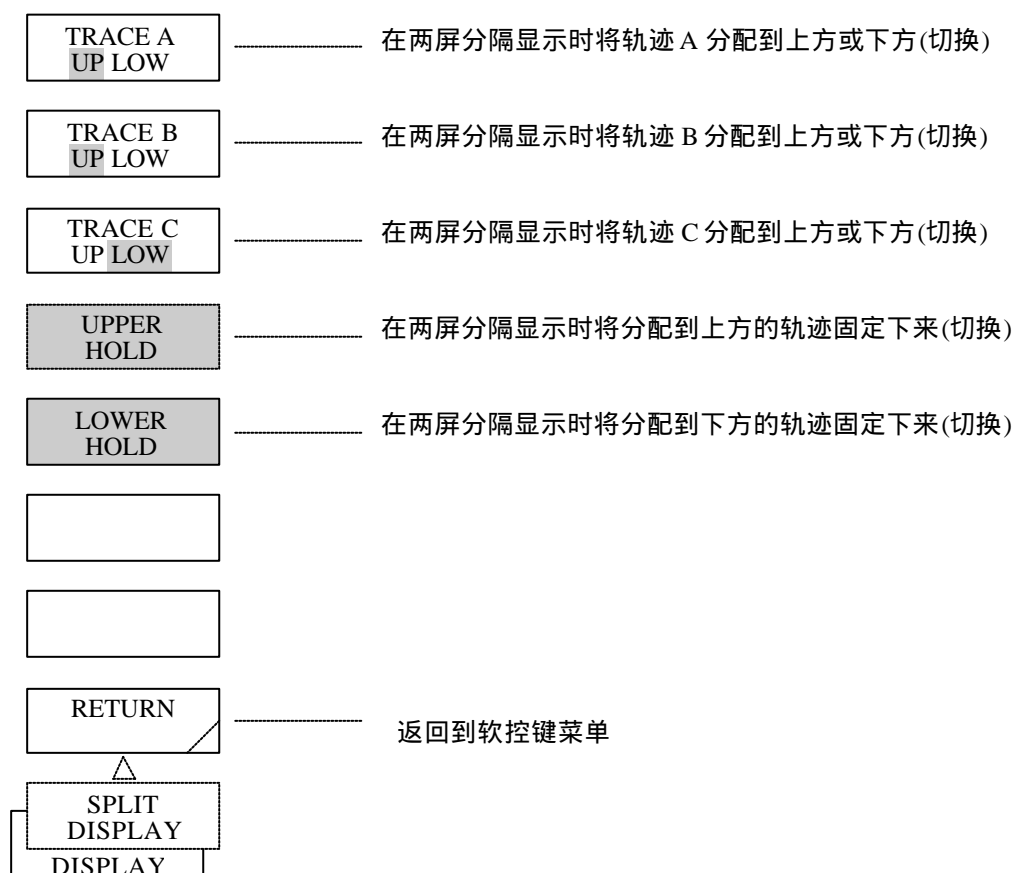 TRACE A
UP LOW
在两屏分隔显示时将轨迹 A 分配到上方或下方(切换)
TRACE B
UP LOW
在两屏分隔显示时将轨迹 B 分配到上方或下方(切换)
TRACE C
UP LOW
在两屏分隔显示时将轨迹 C 分配到上方或下方(切换)
UPPER
HOLD
在两屏分隔显示时将分配到上方的轨迹固定下来(切换)
LOWER
HOLD
在两屏分隔显示时将分配到下方的轨迹固定下来(切换)
RETURN
返回到软控键菜单
SPLIT
DISPLAY
DISPLAY